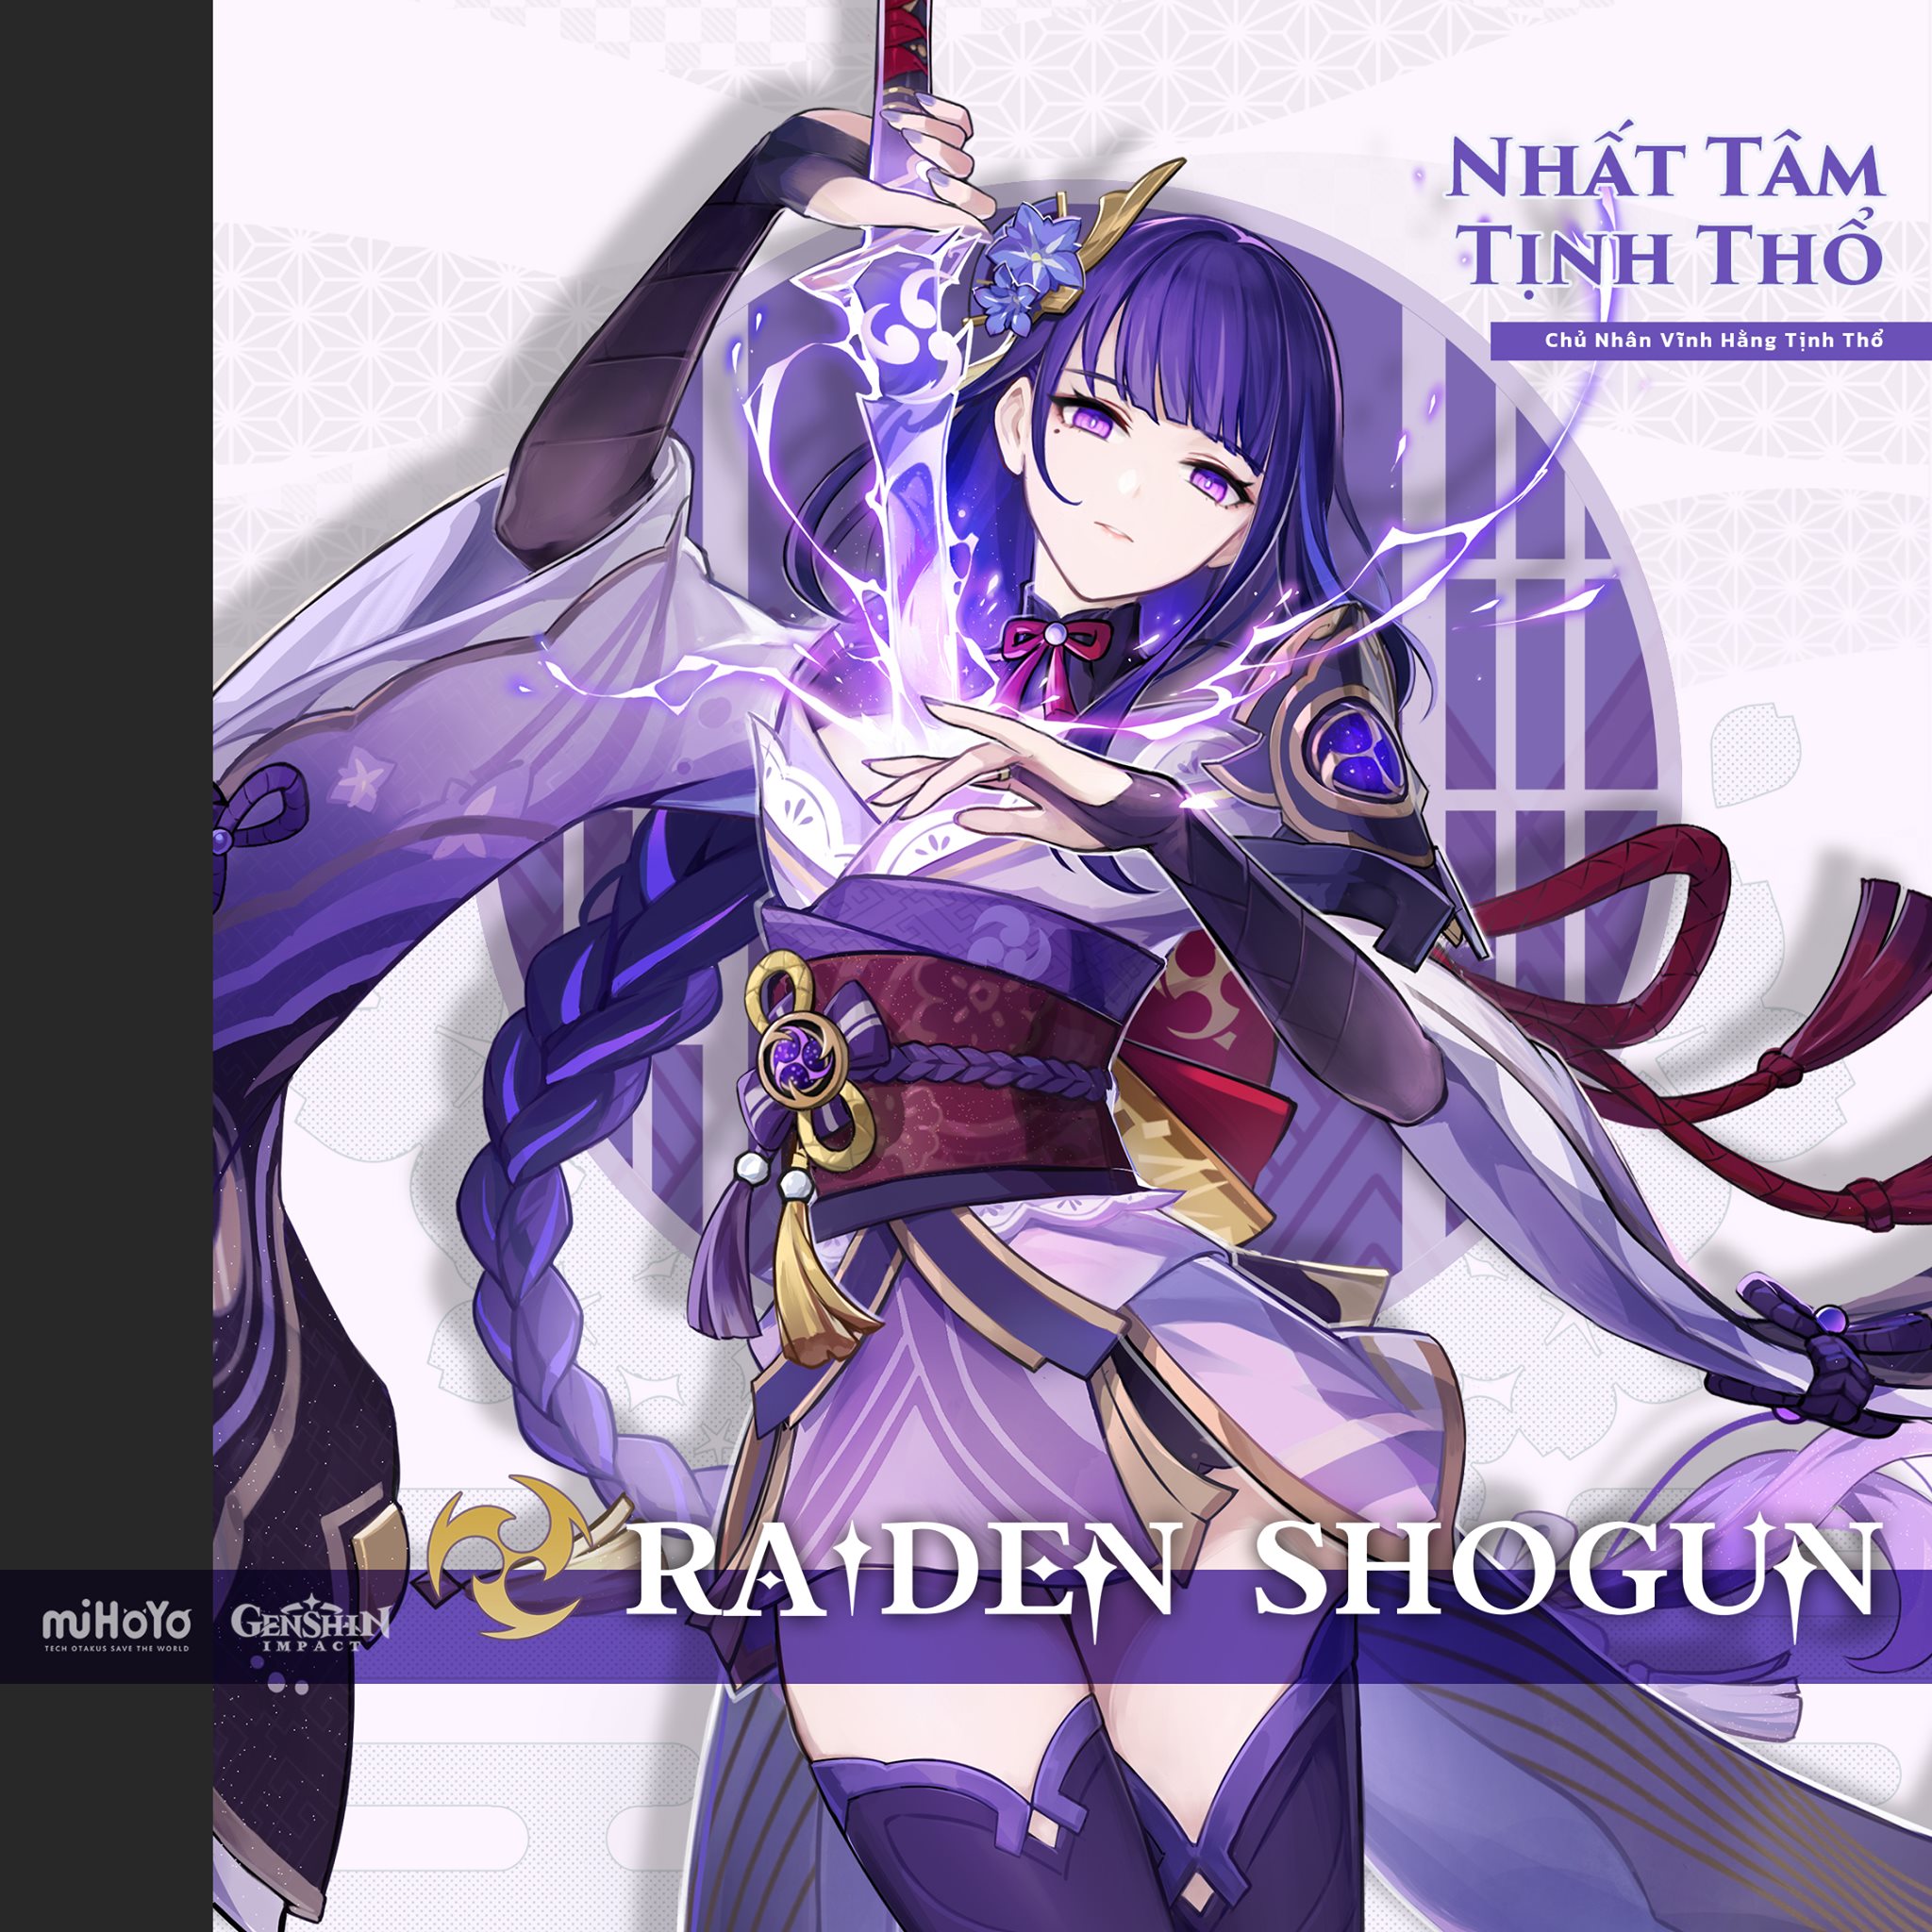 NHẤT TÂM
TỊNH THỔ
Chủ Nhân Vĩnh Hằng Tịnh Thổ
RAIDEN SHOGUN
miHoYo
TECH OTAKUS SAVE THE WORLD
GENSHIN
IMPACT